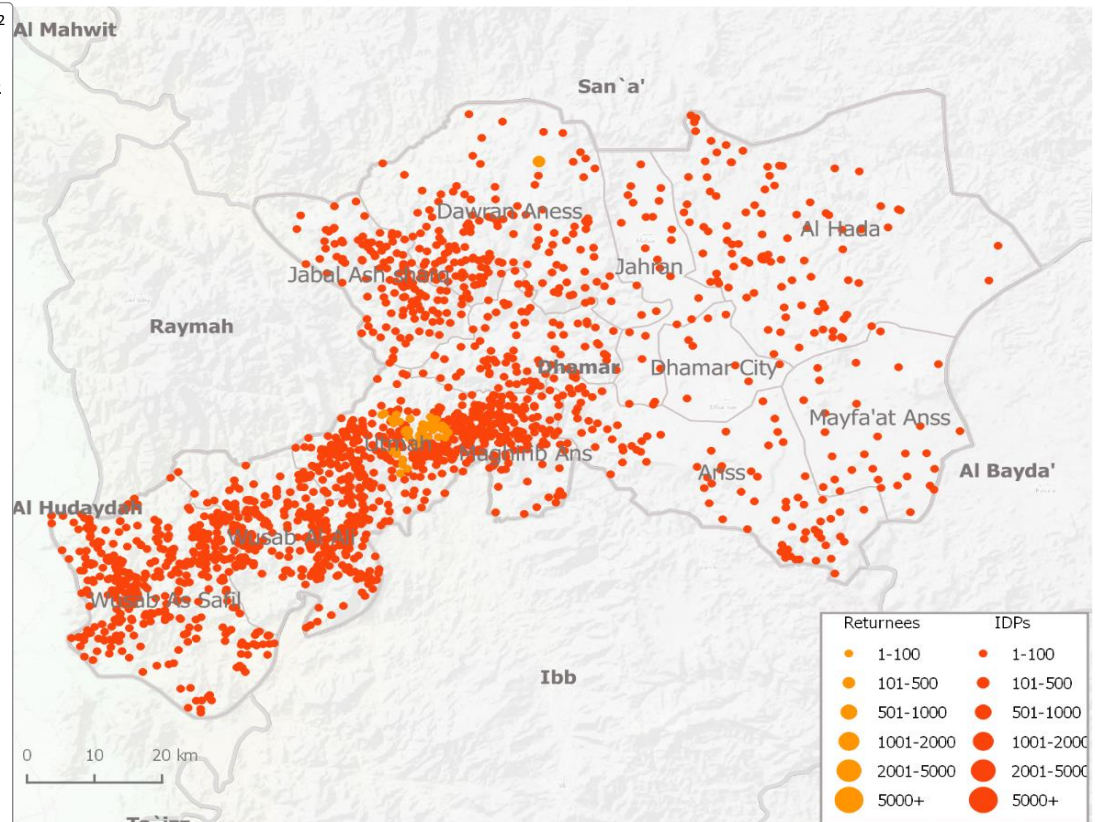 2
Al Mahwit
San`a'
Dawran Aness
Al Hada
Jabal Ash sharq
Jahran
Raymah
Dhamar
Dhamar City
Mayfa'at Anss
Utmah
Maghirib Ans
Anss
Al Bayda'
Al Hudaydah
Wusab Al Ali
Wusab As Safil
Ibb
0 10 20 km
Returnees IDPs
1-100 1-100
101-500 101-500
501-1000 501-1000
1001-2000 1001-2000
2001-5000 2001-5000
5000+ 5000+